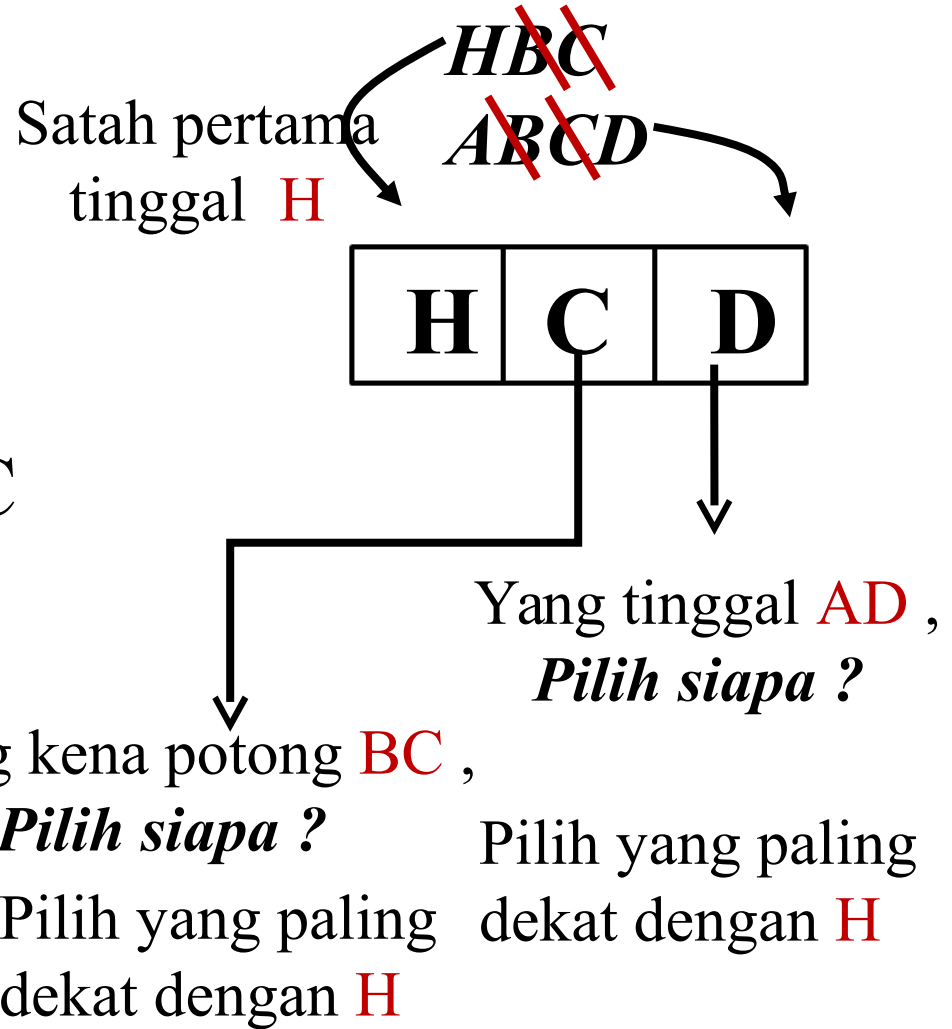 HBC
ABCD
Satah pertama
tinggal H
H C D
C
Yang tinggal AD ,
Pilih siapa ?
kena potong BC ,
Pilih siapa ?
Pilih yang paling
dekat dengan H
Pilih yang paling
dekat dengan H